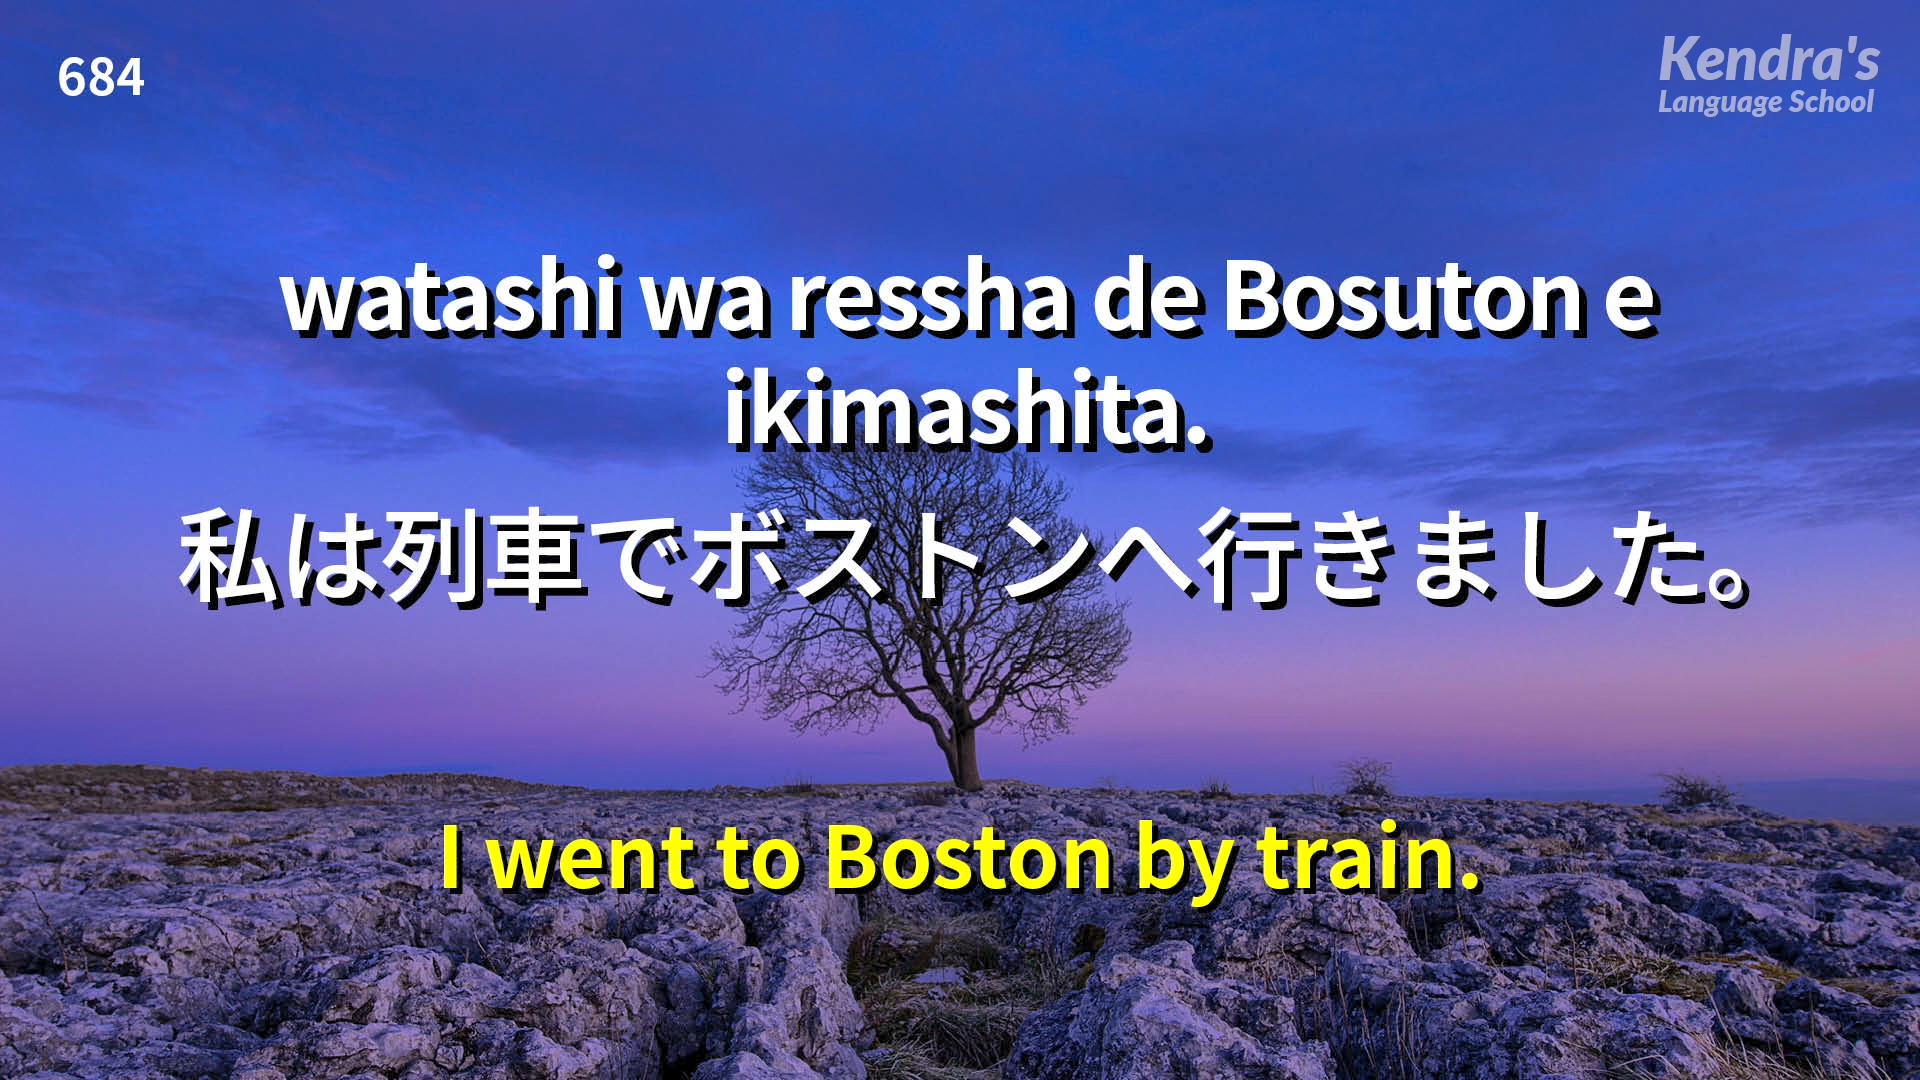 684
Kendra's
Language School
watashi wa ressha de Bosuton e
ikimashita.
私は列車でボストンへ行きました。
I went to Boston by train.